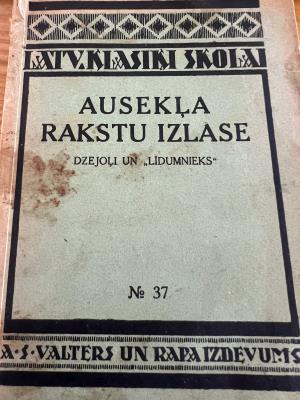 LATV. KLASIĶI SKOLAI
AUSEKĻA
RAKSTU IZLASE
DZEJOĻI UN „LĪDUMNIEKS“
№ 37
A·S·VALTERS UN RAPA IZDEVUMS